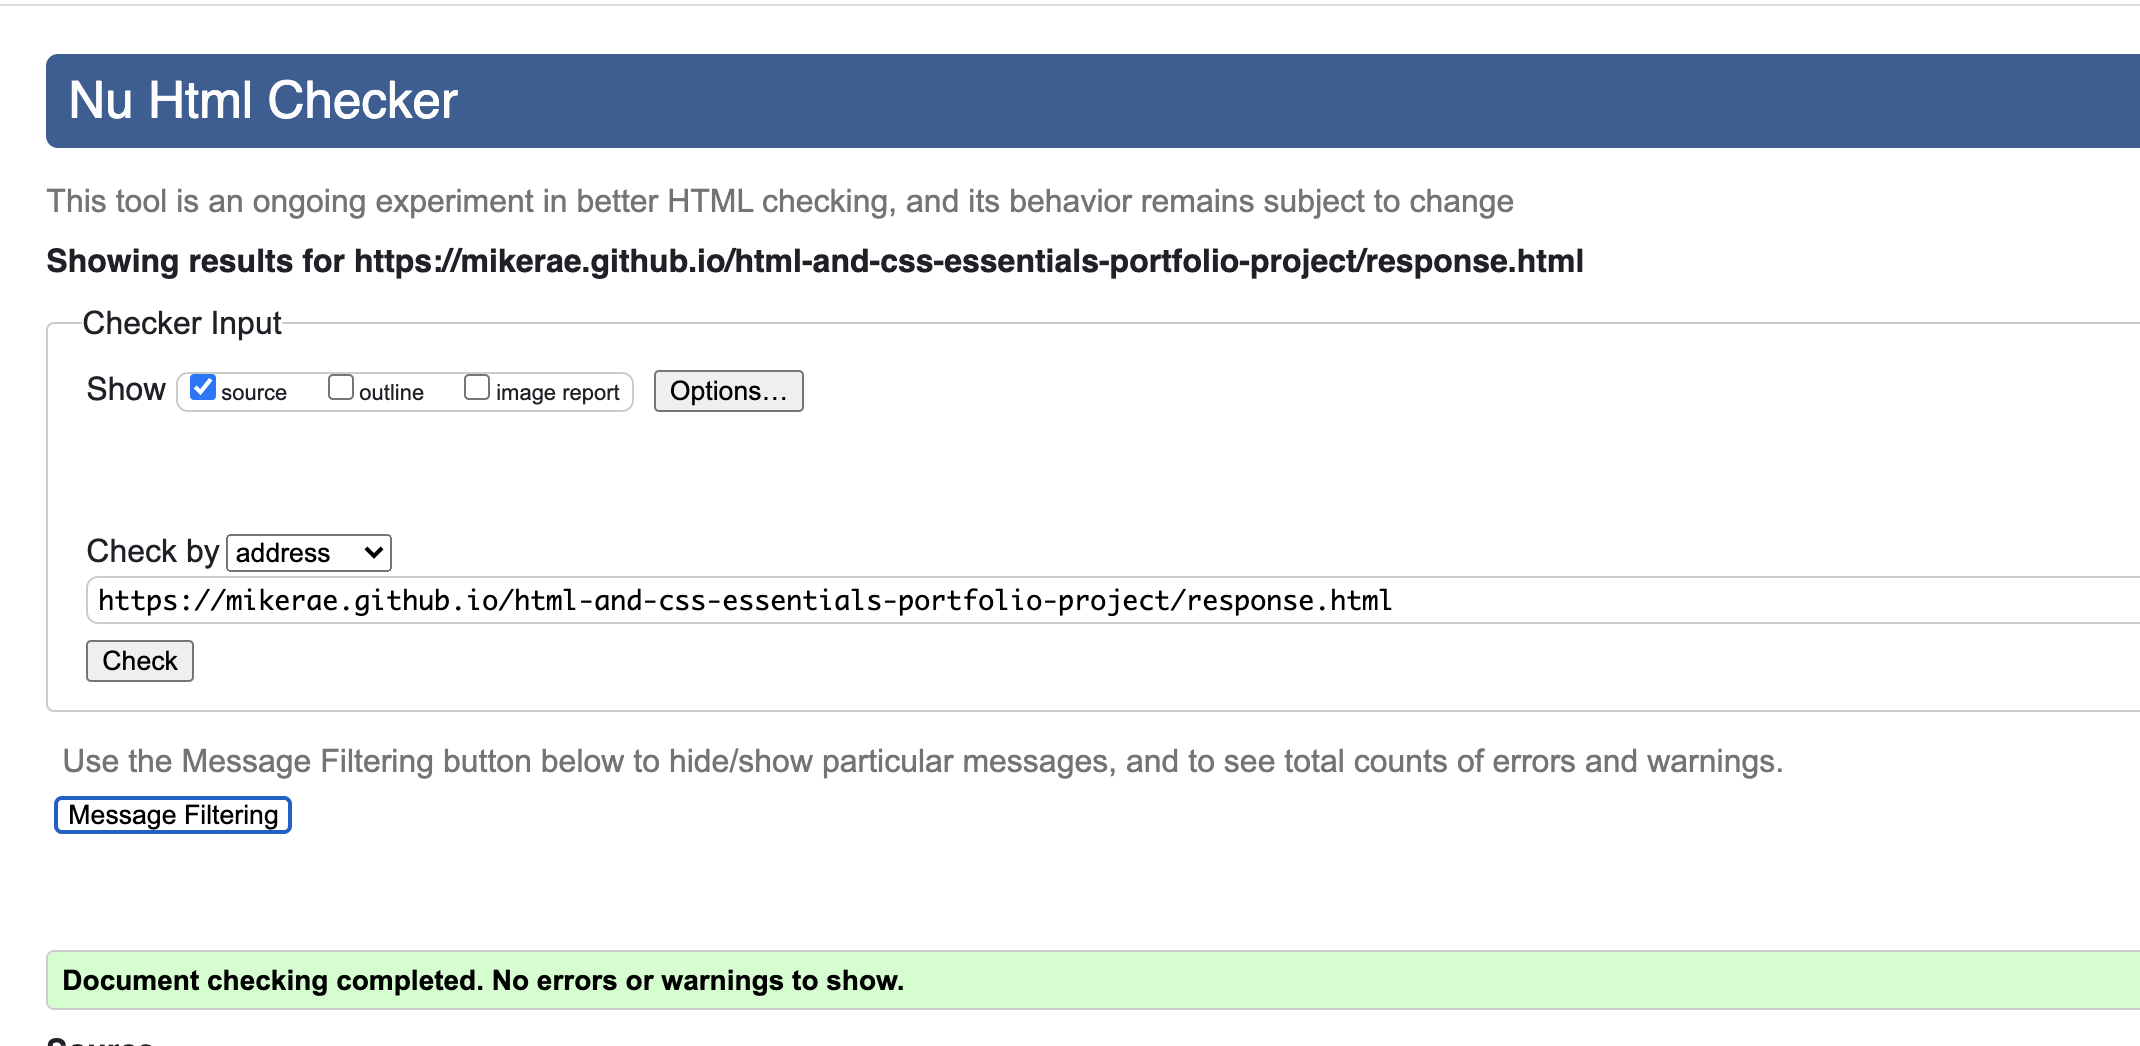 Nu Html Checker
This tool is an ongoing experiment in better HTML checking, and its behavior remains subject to change
Showing results for https://mikerae.github.io/html-and-css-essentials-portfolio-project/response.html
Checker Input
Show source outline image report Options...
Check by address
https://mikerae.github.io/html-and-css-essentials-portfolio-project/response.html
Check
Use the Message Filtering button below to hide/show particular messages, and to see total counts of errors and warnings.
Message Filtering
Document checking completed. No errors or warnings to show.
Source